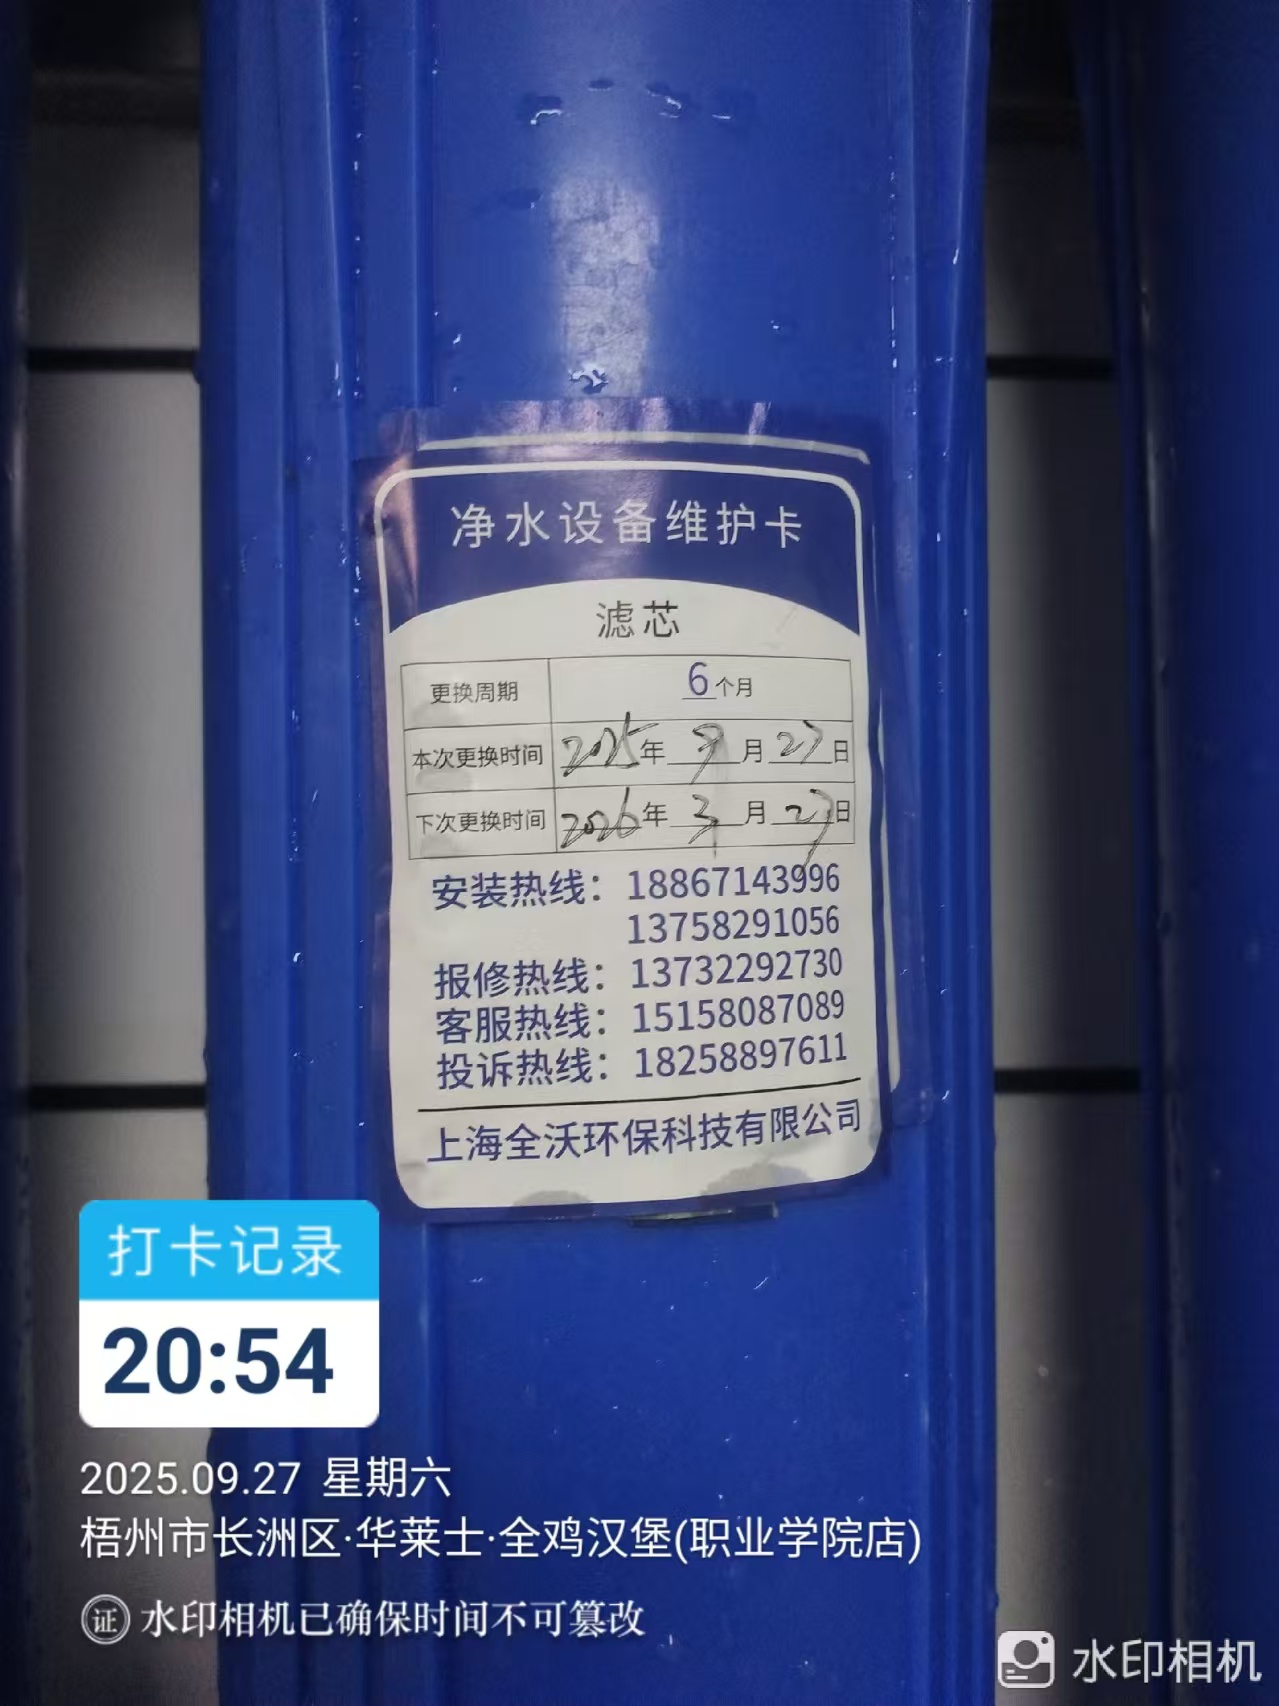 净水设备维护卡
滤芯
更换周期 6个月
本次更换时间 2025年 9月 27日
下次更换时间 2026年 3月 27日
安装热线：18867143996
13758291056
报修热线：13732292730
客服热线：15158087089
投诉热线：18258897611
上海全沃环保科技有限公司
打卡记录
20:54
2025.09.27 星期六
梧州市长洲区·华莱士·全鸡汉堡(职业学院店)
证 水印相机已确保时间不可篡改
水印相机